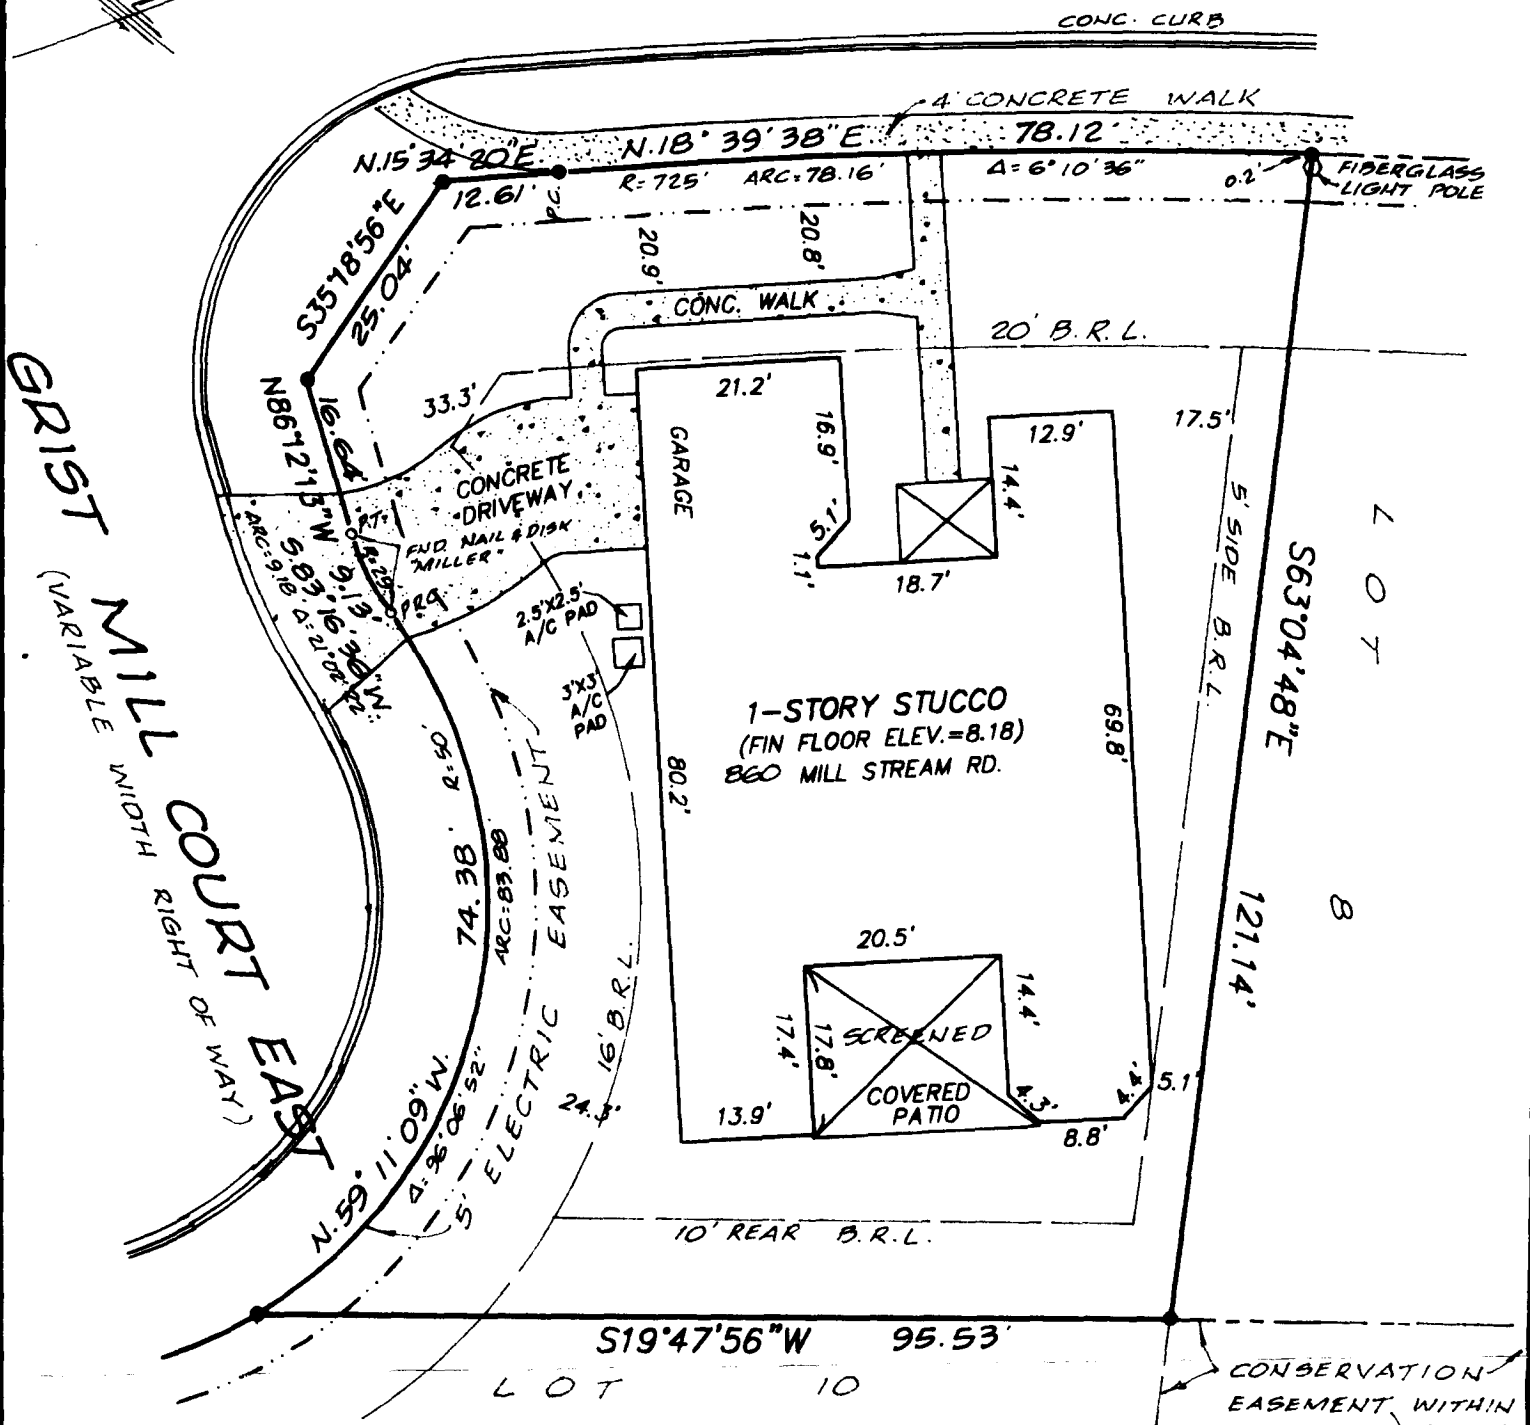 CONC. CURB
4' CONCRETE WALK
N.15° 34' 20"E
12.61'
P.C.
N.18° 39' 38"E
78.12'
R=725'
ARC=78.16'
Δ=6°10'36"
0.2'
FIBERGLASS
LIGHT POLE
S35°18'56"E
25.04'
20.9'
20.8'
CONC. WALK
20' B.R.L.
N86°12'13"W
16.64'
33.3'
21.2'
16.9'
GARAGE
12.9'
14.4'
17.5'
5.1'
1.1'
18.7'
CONCRETE
DRIVEWAY
FND. NAIL & DISK
"MILLER"
P.T.
R=25'
P.R.C.
9.13'
S.83°16'36"W.
ARC=9.18
2.5'X2.5'
A/C PAD
3'X3'
A/C
PAD
5' SIDE B.R.L.
S63°04'48"E
121.14'
LOT
8
GRIST MILL COURT EAST
(VARIABLE WIDTH RIGHT OF WAY)
1-STORY STUCCO
(FIN FLOOR ELEV.=8.18)
860 MILL STREAM RD.
69.8'
80.2'
R=50'
74.38'
ARC=83.88'
N.59°11'09"W.
Δ=96°06'52"
5' ELECTRIC EASEMENT
16' B.R.L.
24.3'
20.5'
14.4'
17.4'
17.8'
SCREENED
COVERED
PATIO
4.3'
4.4'
5.1'
13.9'
8.8'
10' REAR B.R.L.
S19°47'56"W 95.53'
LOT 10
CONSERVATION
EASEMENT WITHIN